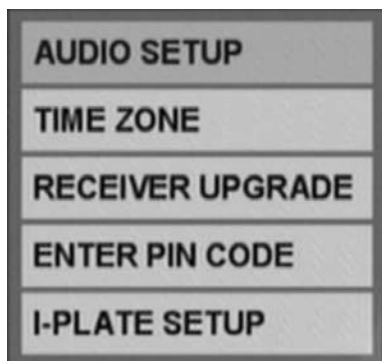 AUDIO SETUP
TIME ZONE
RECEIVER UPGRADE
ENTER PIN CODE
I-PLATE SETUP